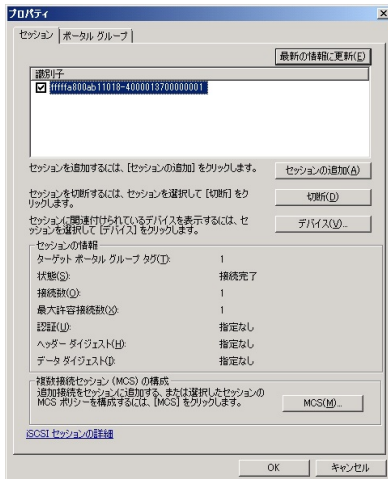 プロパティ
セッション
ポータル グループ
最新の情報に更新(E)
識別子
fffffa800ab11018-4000013700000001
セッションを追加するには、[セッションの追加] をクリックします。
セッションの追加(A)
セッションを切断するには、セッションを選択して [切断] をク
リックします。
切断(D)
セッションに関連付けられているデバイスを表示するには、セ
ッションを選択して [デバイス] をクリックします。
デバイス(V)...
セッションの情報
ターゲット ポータル グループ タグ(T): 1
状態(S): 接続完了
接続数(O): 1
最大許容接続数(X): 1
認証(U): 指定なし
ヘッダー ダイジェスト(H): 指定なし
データ ダイジェスト(I): 指定なし
複数接続セッション (MCS) の構成
追加接続をセッションに追加する、または選択したセッションの
MCS ポリシーを構成するには、[MCS] をクリックします。
MCS(M)...
iSCSI セッションの詳細
OK
キャンセル